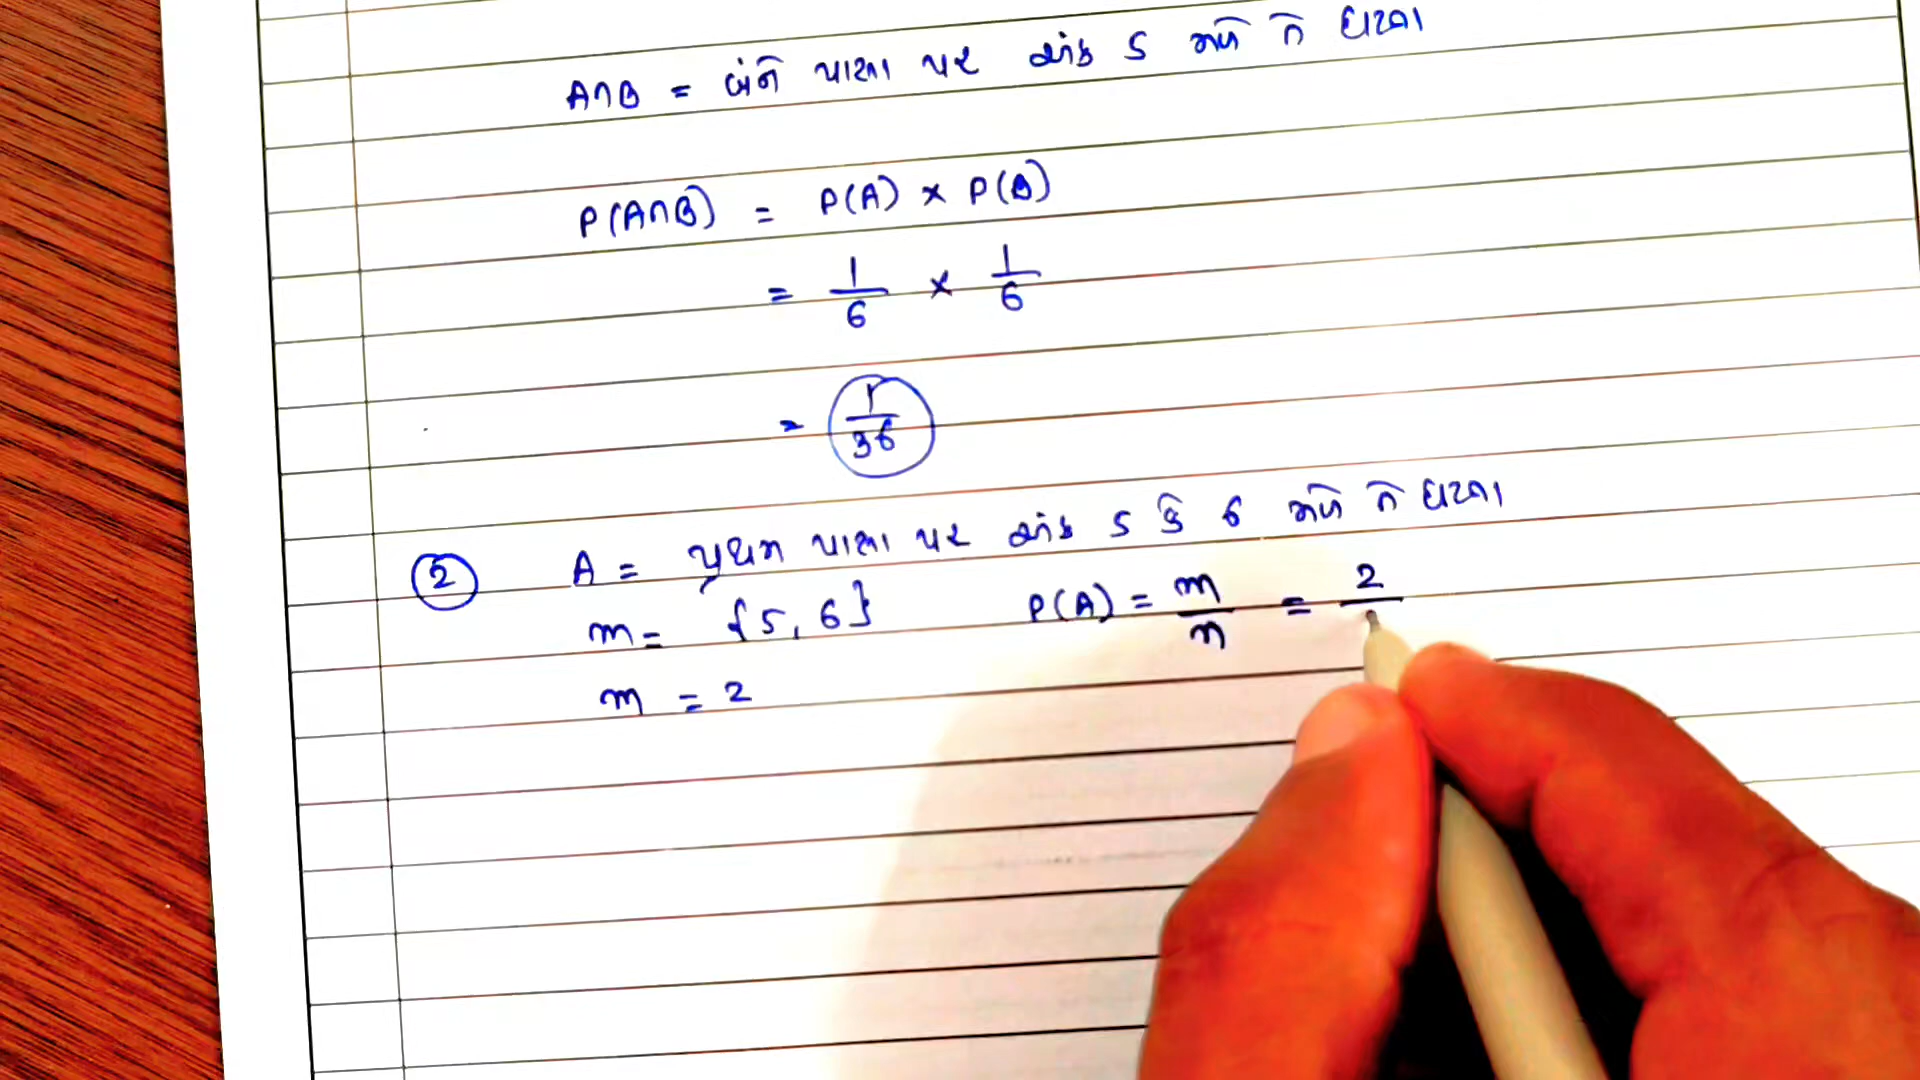 A∩B = બંને પાસા પર અંક 5 મળે તે ઘટના
P(A∩B) = P(A) × P(B)
= 1/6 × 1/6
= 1/36
② A = પ્રથમ પાસા પર અંક 5 કે 6 મળે તે ઘટના
m = {5, 6} P(A) = m/n = 2/
m = 2